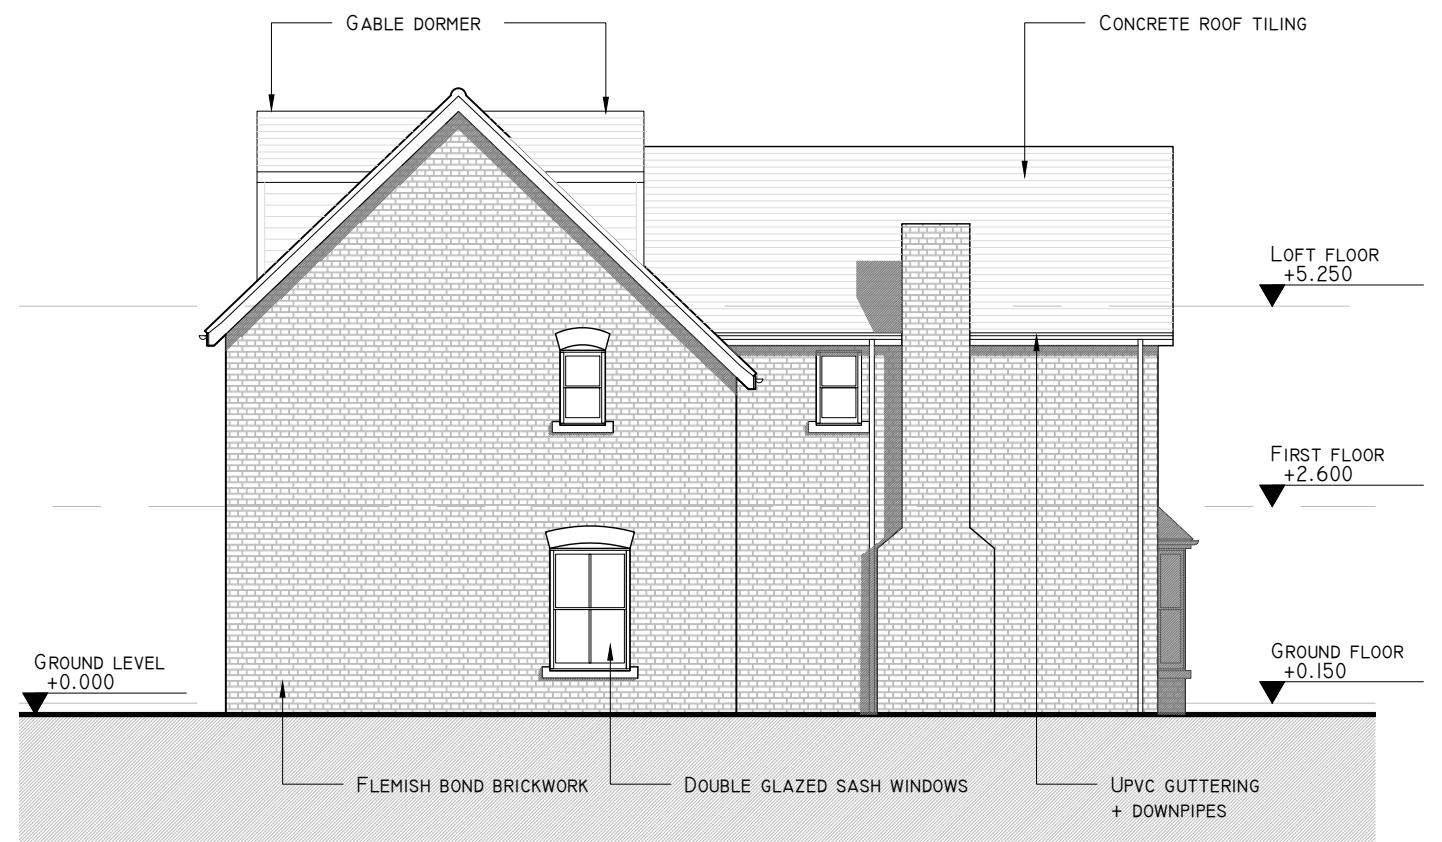 GABLE DORMER
CONCRETE ROOF TILING
LOFT FLOOR
+5.250
FIRST FLOOR
+2.600
GROUND LEVEL
+0.000
GROUND FLOOR
+0.150
FLEMISH BOND BRICKWORK
DOUBLE GLAZED SASH WINDOWS
UPVC GUTTERING
+ DOWNPIPES